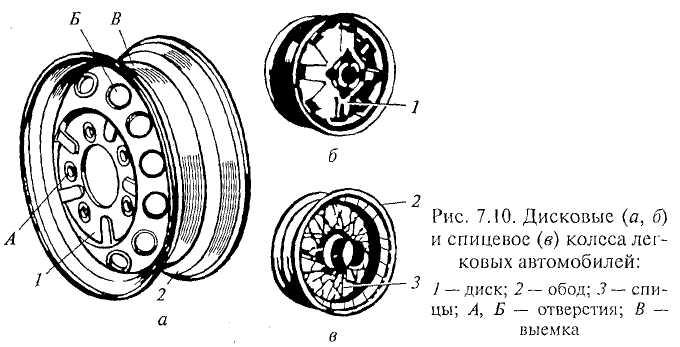 Б
В
А
1
2
а
1
б
2
3
в
Рис. 7.10. Дисковые (а, б)
и спицевое (в) колеса лег-
ковых автомобилей:
1 — диск; 2 — обод; 3 — спи-
цы; А, Б — отверстия; В —
выемка